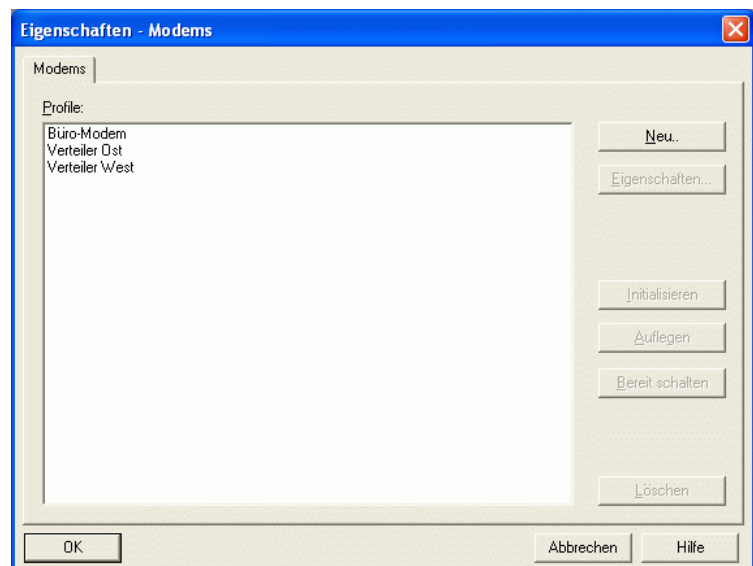 Eigenschaften - Modems
Modems
Profile:
Büro-Modem
Verteiler Ost
Verteiler West
Neu..
Eigenschaften...
Initialisieren
Auflegen
Bereit schalten
Löschen
OK
Abbrechen
Hilfe